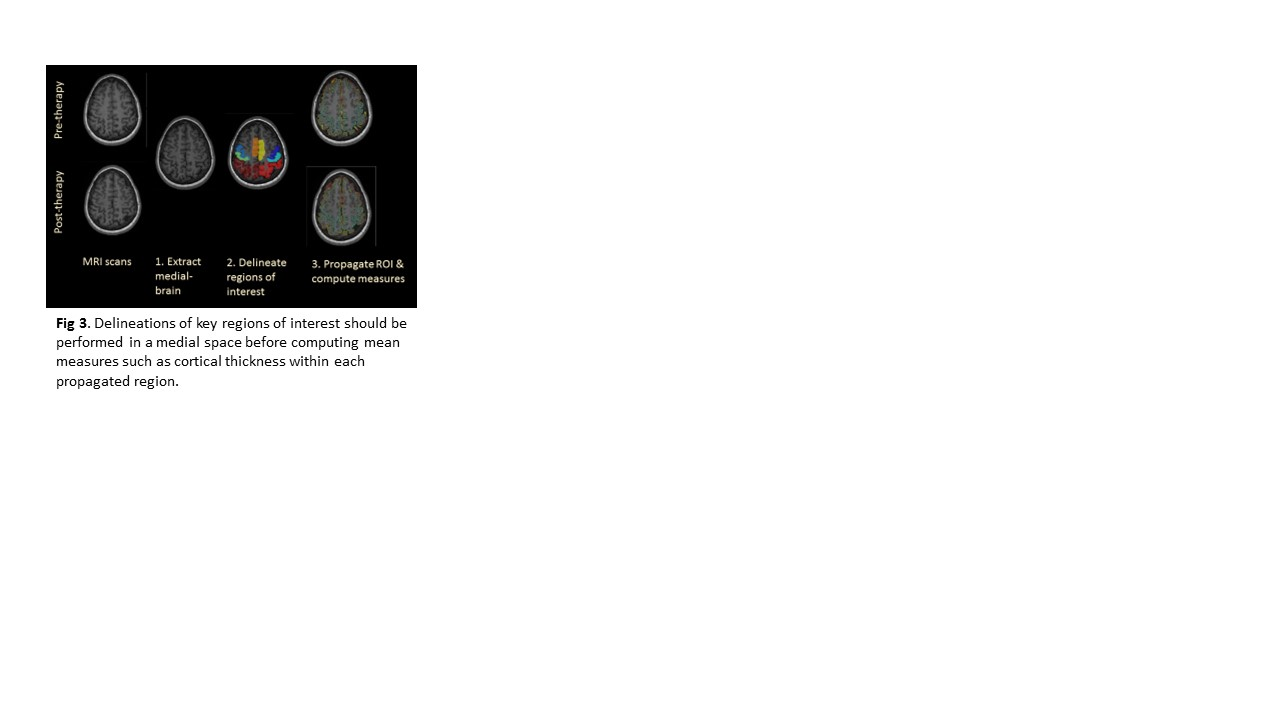 Pre-therapy
Post-therapy
MRI scans
1. Extract
medial-
brain
2. Delineate
regions of
interest
3. Propagate ROI &
compute measures
Fig 3. Delineations of key regions of interest should be
performed in a medial space before computing mean
measures such as cortical thickness within each
propagated region.